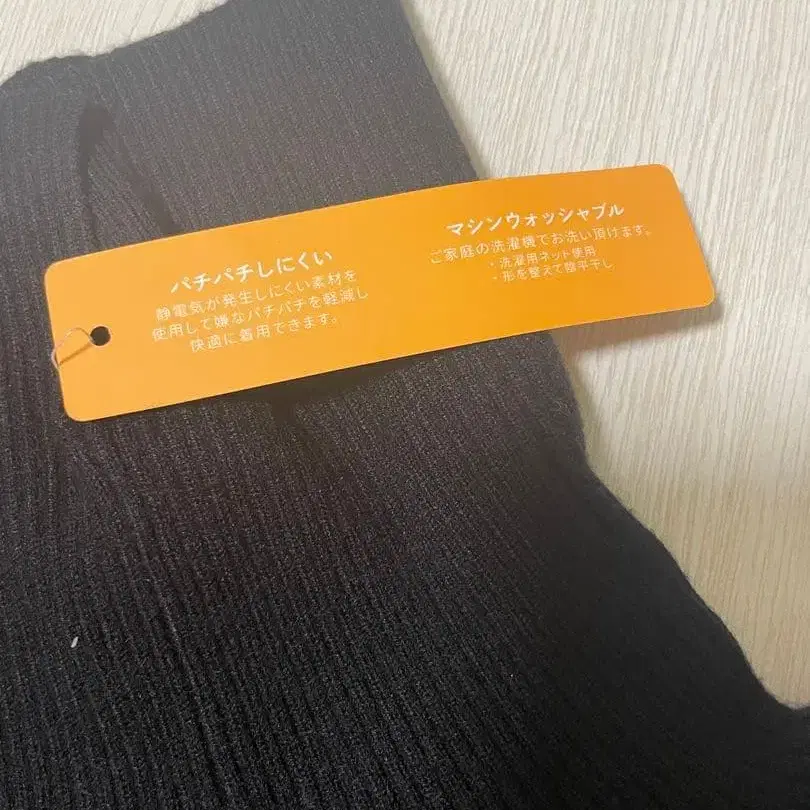 パチパチしにくい
静電気が発生しにくい素材を
使用して嫌なパチパチを軽減し
快適に着用できます。
マシンウォッシャブル
ご家庭の洗濯機でお洗い頂けます。
・洗濯用ネット使用
・形を整えて陰平干し